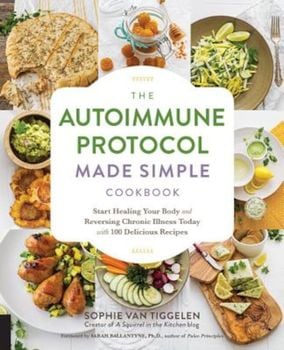 THE
AUTOIMMUNE
PROTOCOL
MADE SIMPLE
COOKBOOK
Start Healing Your Body and
Reversing Chronic Illness Today
with 100 Delicious Recipes
SOPHIE VAN TIGGELEN
Creator of A Squirrel in the Kitchen blog
Foreword by SARAH BALLANTYNE, Ph.D., author of Paleo Principles